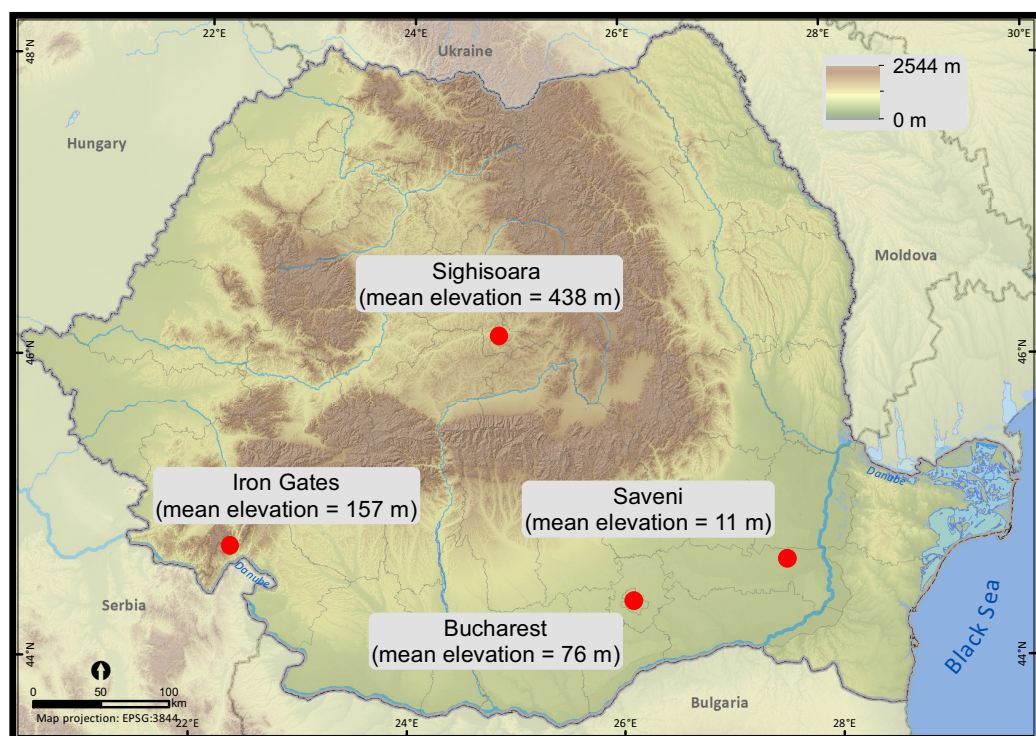 22°E
24°E
26°E
28°E
30°E
48°N
48°N
Ukraine
2544 m
0 m
Hungary
Moldova
Sighisoara
(mean elevation = 438 m)
46°N
46°N
Iron Gates
(mean elevation = 157 m)
Saveni
(mean elevation = 11 m)
Danube
Danube
Serbia
Bucharest
(mean elevation = 76 m)
Black Sea
44°N
44°N
Bulgaria
0 50 100
km
Map projection: EPSG:3844
22°E
24°E
26°E
28°E